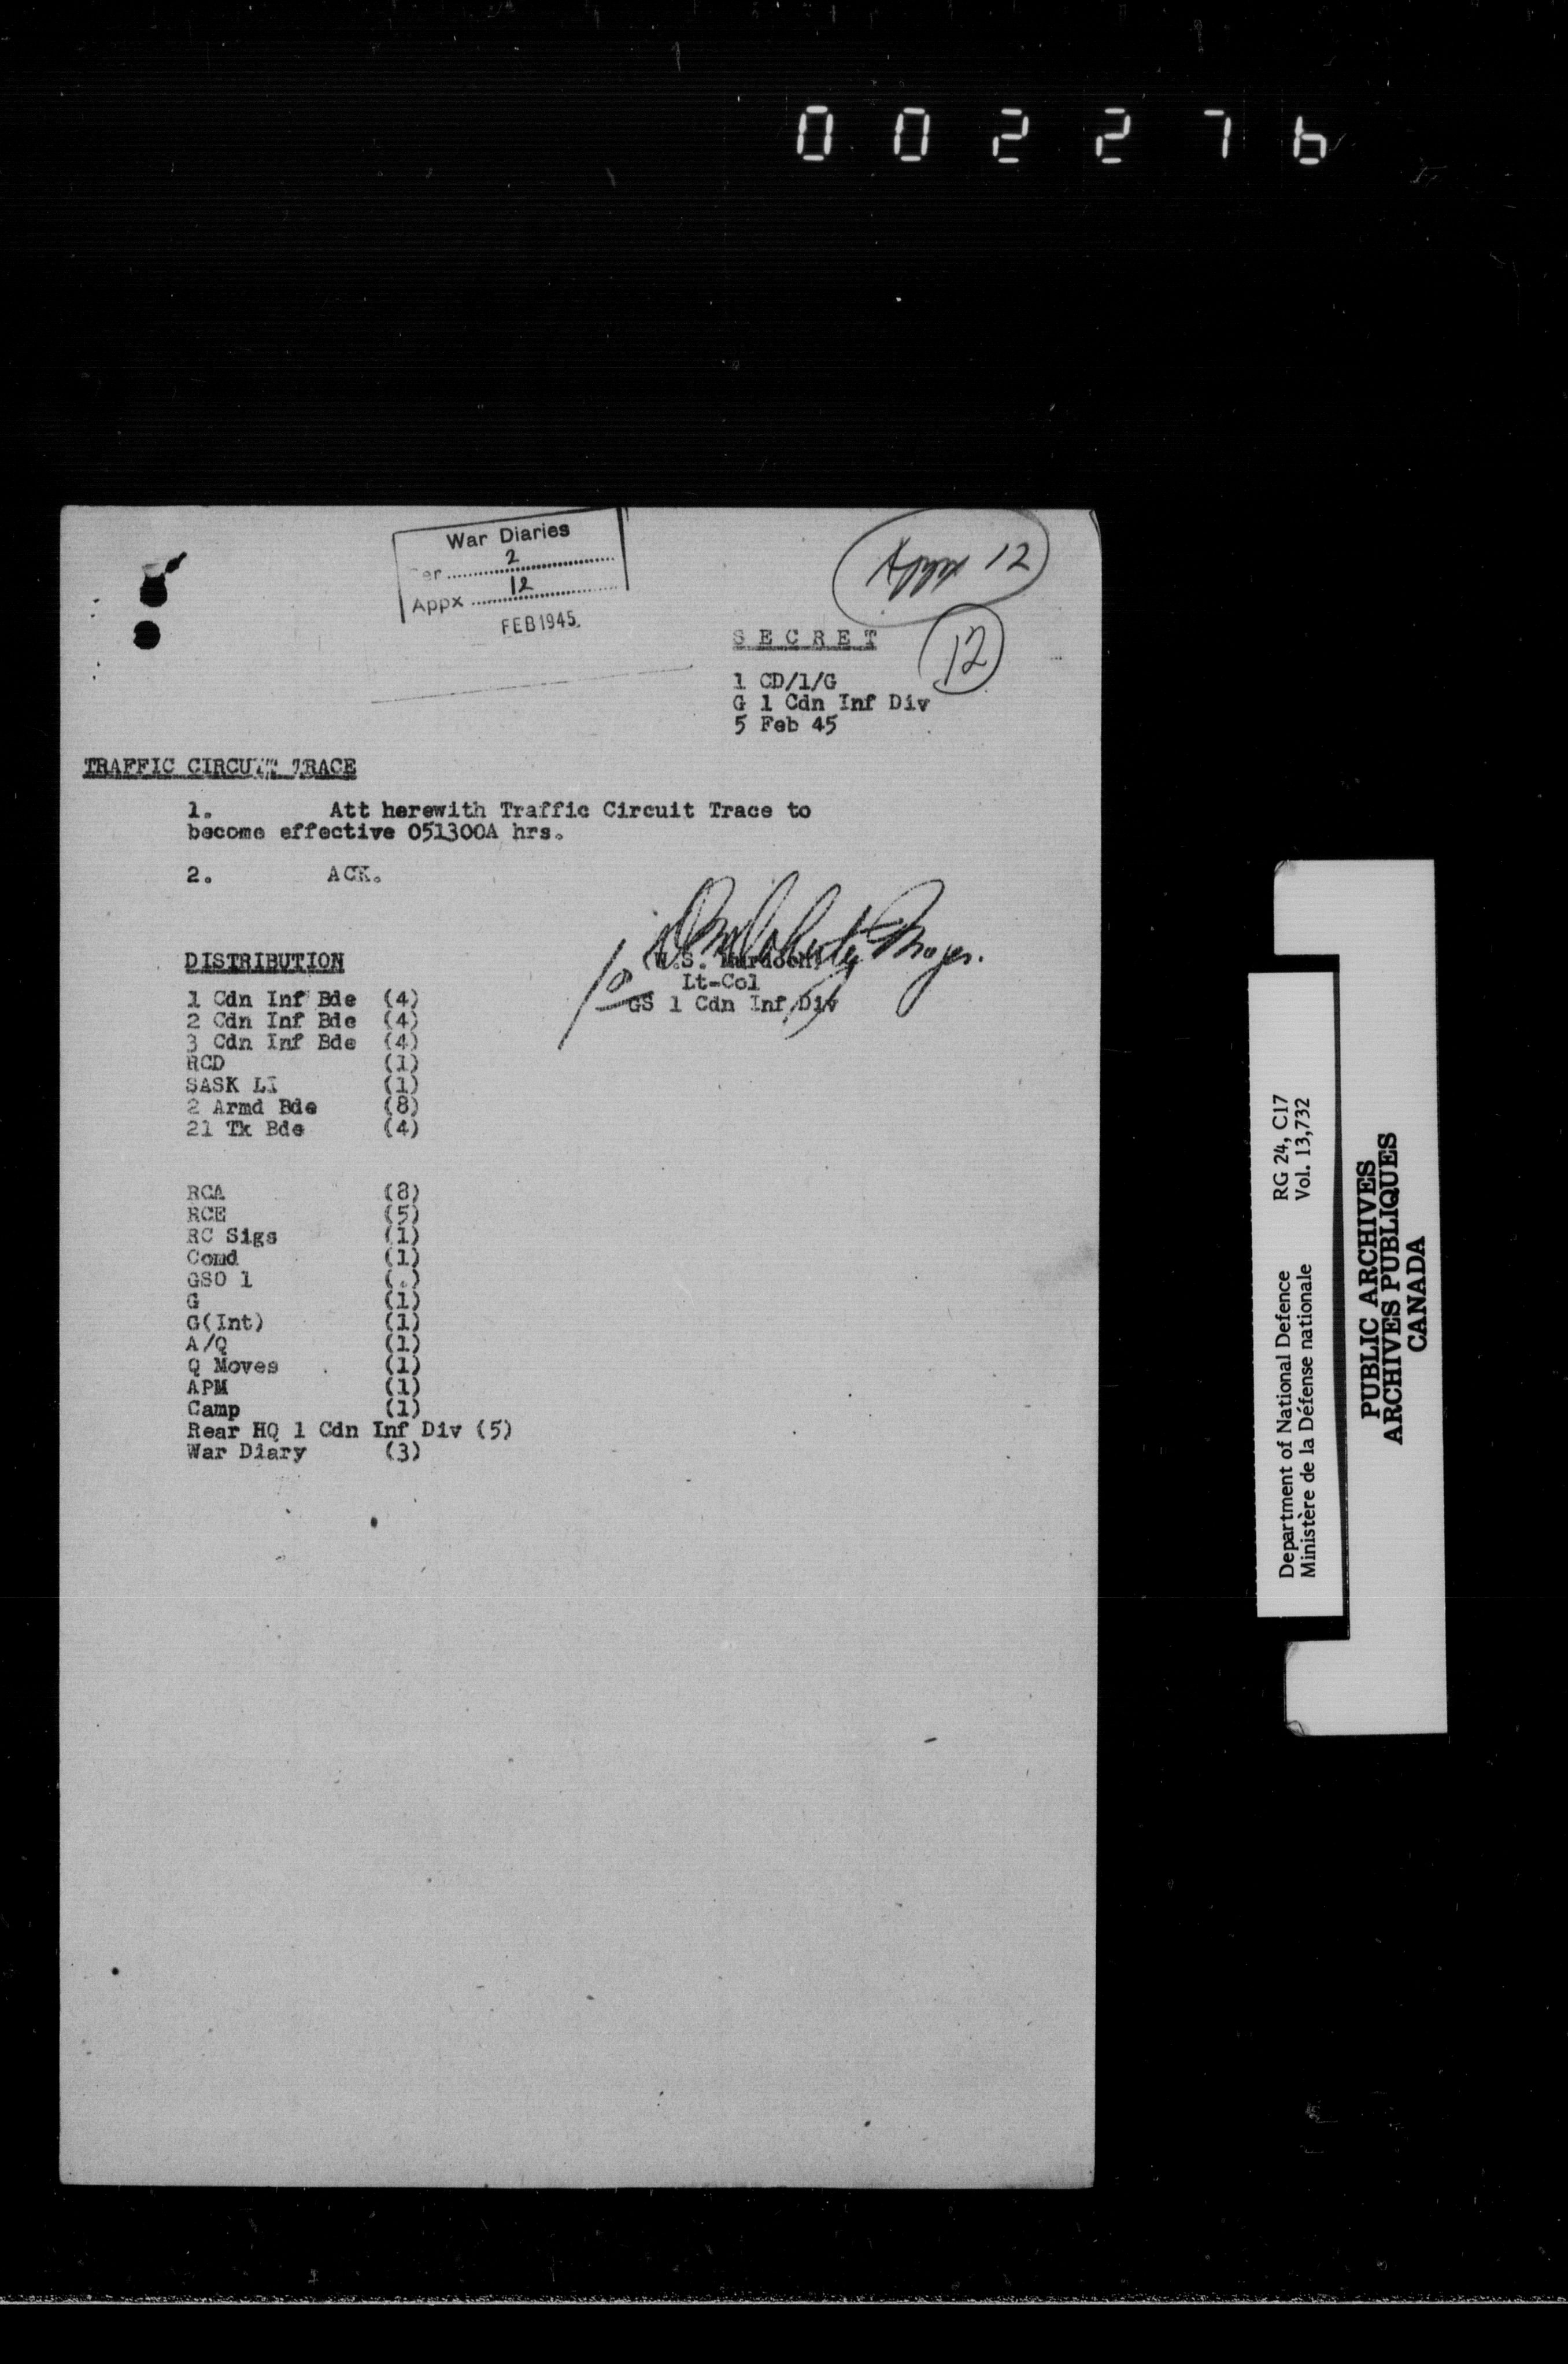 002276
War Diaries
er 2
Appx 12
FEB 1945
Appx 12
12
SECRET
1 CD/1/G
G 1 Cdn Inf Div
5 Feb 45
TRAFFIC CIRCUIT TRACE
1. Att herewith Traffic Circuit Trace to
become effective 051300A hrs.
2. ACK.
(W.S. Murdoch)
Lt-Col
GS 1 Cdn Inf Div
DISTRIBUTION
1 Cdn Inf Bde (4)
2 Cdn Inf Bde (4)
3 Cdn Inf Bde (4)
RCD (1)
SASK LI (1)
2 Armd Bde (8)
21 Tk Bde (4)
RCA (8)
RCE (5)
RC Sigs (1)
Comd (1)
GSO 1
G (1)
G(Int) (1)
A/Q (1)
Q Moves (1)
APM (1)
Camp (1)
Rear HQ 1 Cdn Inf Div (5)
War Diary (3)
Department of National Defence RG 24, C17
Ministère de la Défense nationale Vol. 13,732
PUBLIC ARCHIVES
ARCHIVES PUBLIQUES
CANADA